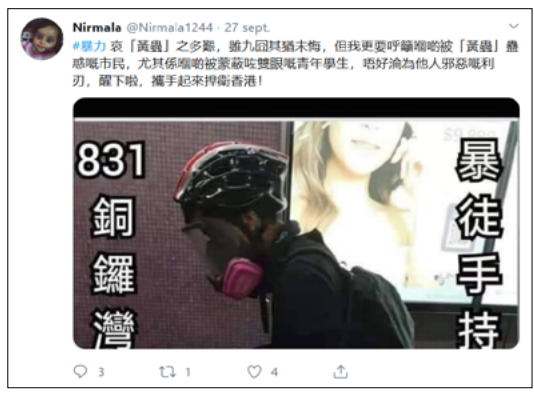 Nirmala @Nirmala1244 · 27 sept.
#暴力 哀「黃蟲」之多艱，雖九囧其猶未悔，但我更要呼籲嗰啲被「黃蟲」蠱
惑嘅市民，尤其係嗰啲被蒙蔽咗雙眼嘅青年學生，唔好淪為他人邪惡嘅利
刃，醒下啦，攜手起來捍衛香港！
831
銅
鑼
灣
暴
徒
手
持
3 1 4